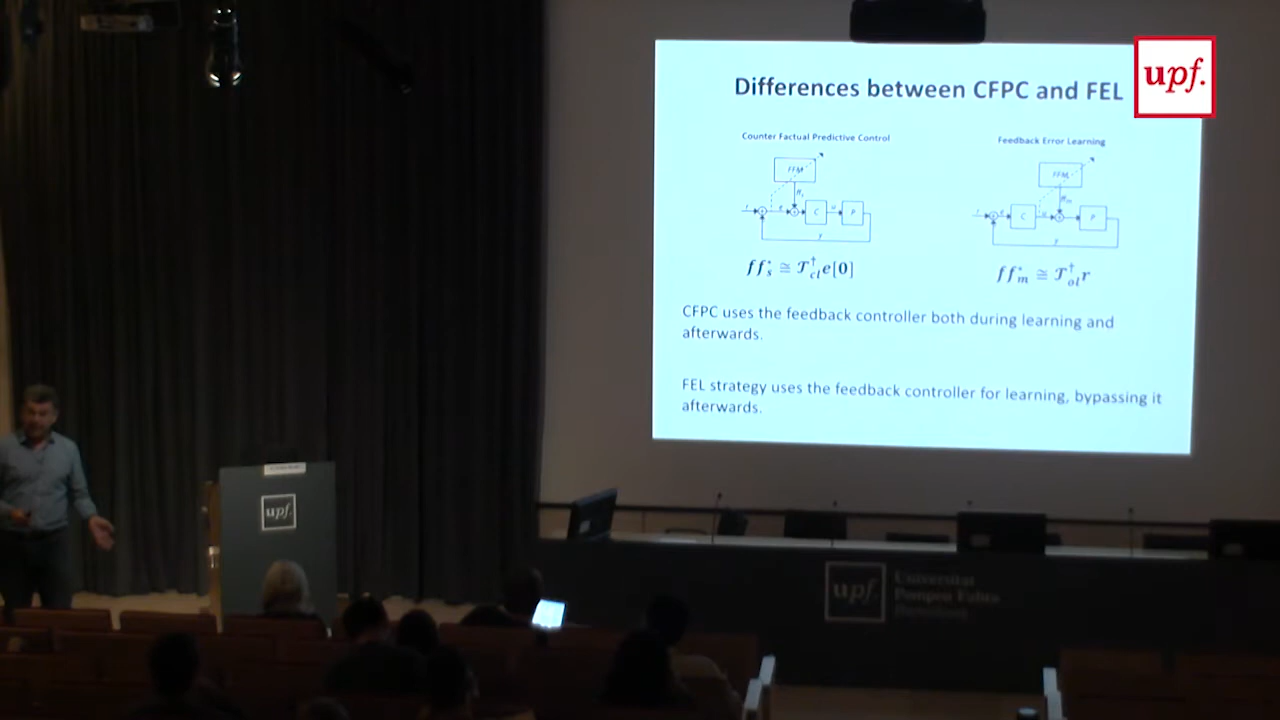 Differences between CFPC and FEL
upf.
Counter Factual Predictive Control
Feedback Error Learning
FFM
FFM
r
e
C
u
P
y
r
e
C
u
P
y
ff*s ≅ 𝒯†cl e[0]
ff*m ≅ 𝒯†ol r
CFPC uses the feedback controller both during learning and
afterwards.
FEL strategy uses the feedback controller for learning, bypassing it
afterwards.
upf.
upf.
Universitat
Pompeu Fabra
Barcelona